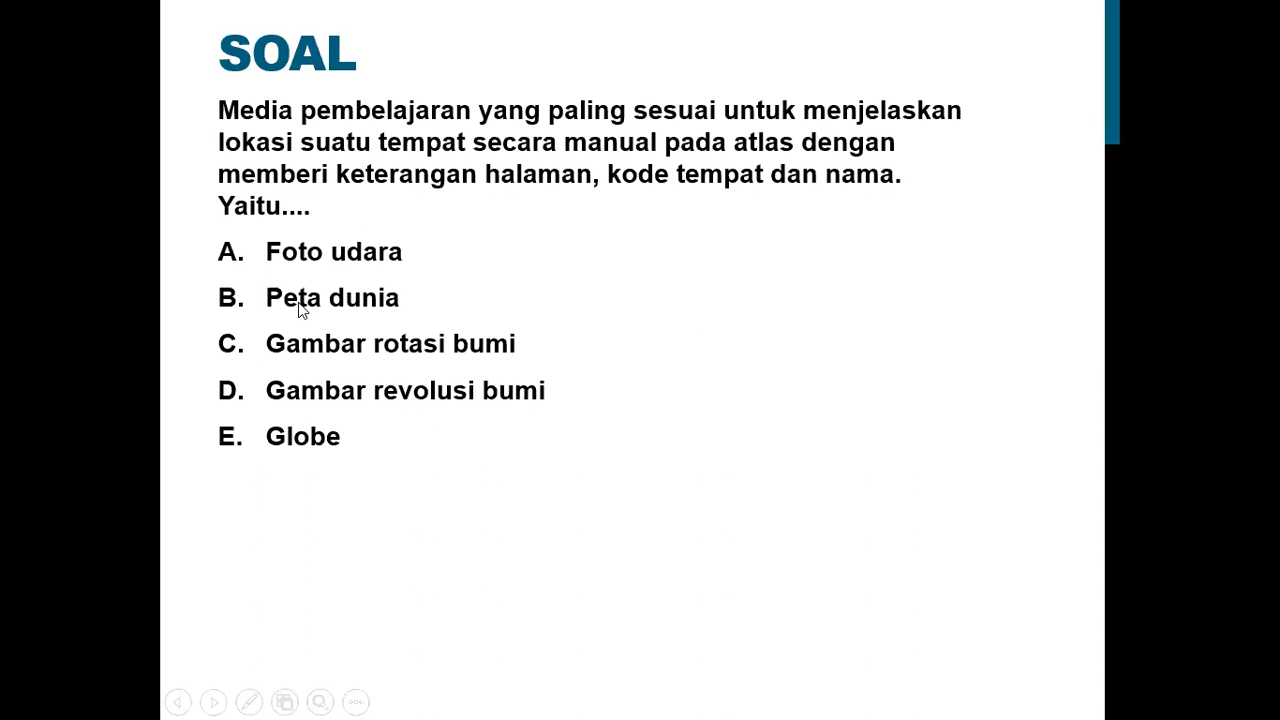 SOAL
Media pembelajaran yang paling sesuai untuk menjelaskan
lokasi suatu tempat secara manual pada atlas dengan
memberi keterangan halaman, kode tempat dan nama.
Yaitu....
A. Foto udara
B. Peta dunia
C. Gambar rotasi bumi
D. Gambar revolusi bumi
E. Globe